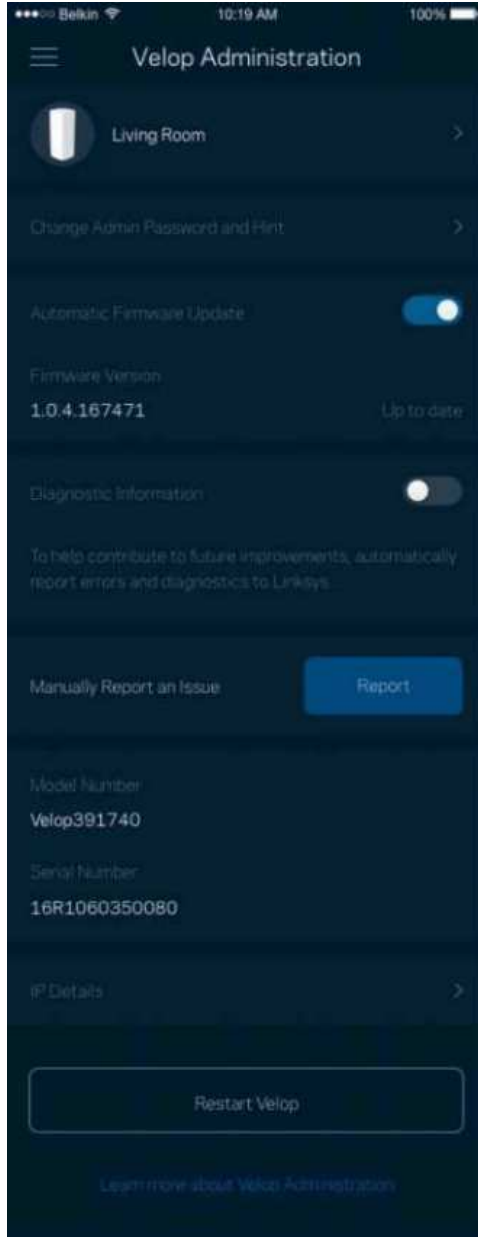 Belkin 10:19 AM 100%
Velop Administration
Living Room
Change Admin Password and Hint
Automatic Firmware Update
Firmware Version
1.0.4.167471 Up to date
Diagnostic Information
To help contribute to future improvements, automatically
report errors and diagnostics to Linksys
Manually Report an Issue Report
Model Number
Velop391740
Serial Number
16R1060350080
IP Details
Restart Velop
Learn more about Velop Administration